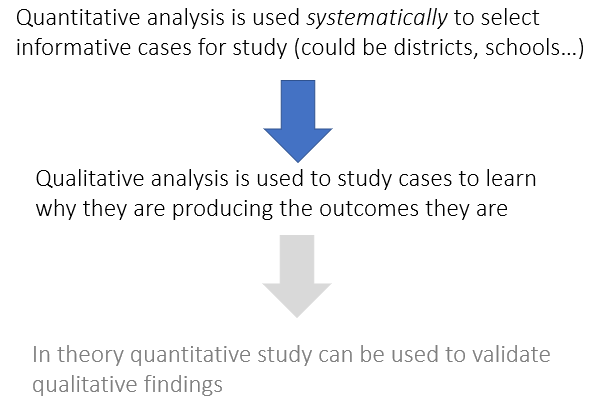 Quantitative analysis is used systematically to select
informative cases for study (could be districts, schools…)
Qualitative analysis is used to study cases to learn
why they are producing the outcomes they are
In theory quantitative study can be used to validate
qualitative findings